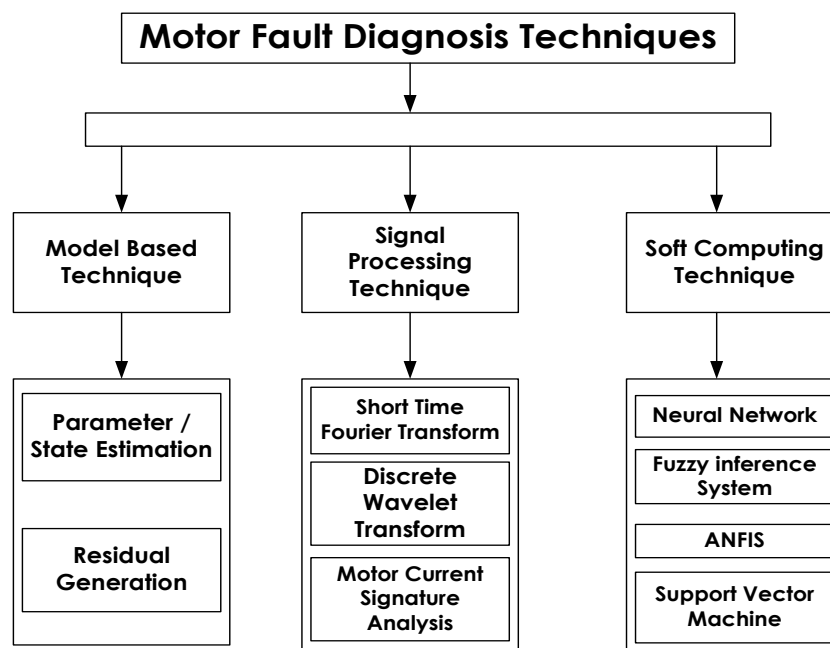 Motor Fault Diagnosis Techniques
Model Based
Technique
Signal
Processing
Technique
Soft Computing
Technique
Parameter /
State Estimation
Residual
Generation
Short Time
Fourier Transform
Discrete
Wavelet
Transform
Motor Current
Signature
Analysis
Neural Network
Fuzzy inference
System
ANFIS
Support Vector
Machine